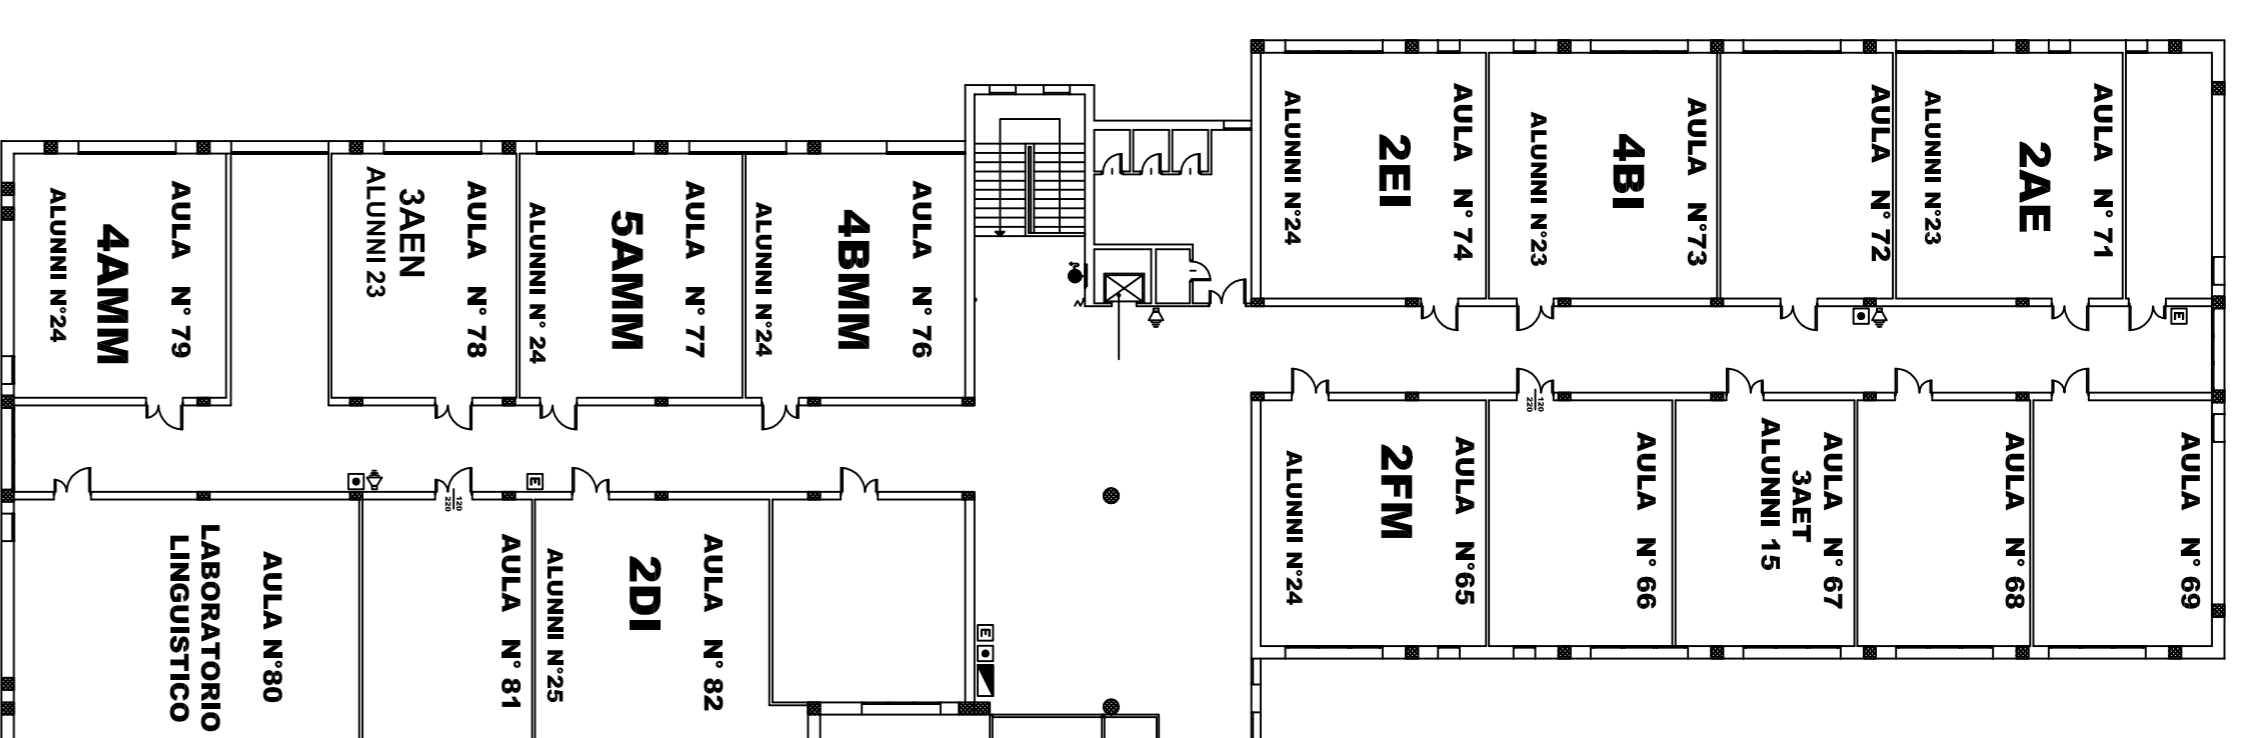 AULA N° 79
4AMM
ALUNNI N°24
AULA N° 78
3AEN
ALUNNI 23
AULA N° 77
5AMM
ALUNNI N° 24
AULA N° 76
4BMM
ALUNNI N°24
AULA N° 74
2EI
ALUNNI N°24
AULA N°73
4BI
ALUNNI N°23
AULA N° 72
AULA N° 71
2AE
ALUNNI N°23
E
AULA N°80
LABORATORIO
LINGUISTICO
120
220
AULA N° 81
E
AULA N° 82
2DI
ALUNNI N°25
E
AULA N°65
2FM
ALUNNI N°24
120
220
AULA N° 66
AULA N° 67
3AET
ALUNNI 15
AULA N° 68
AULA N° 69